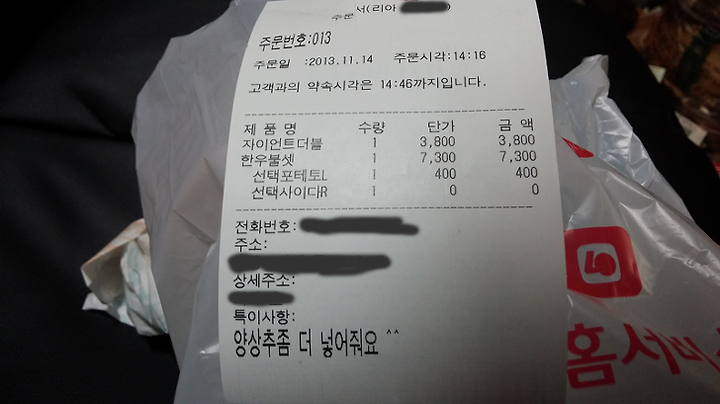 주문서(리아
주문번호:013
주문일 :2013.11.14 주문시각:14:16
고객과의 약속시각은 14:46까지입니다.
제 품 명 수량 단가 금 액
자이언트더블 1 3,800 3,800
한우불셋 1 7,300 7,300
선택포테토L 1 400 400
선택사이다R 1 0 0
전화번호:
주소:
상세주소:
특이사항:
양상추좀 더 넣어줘요 ^^
홈서비